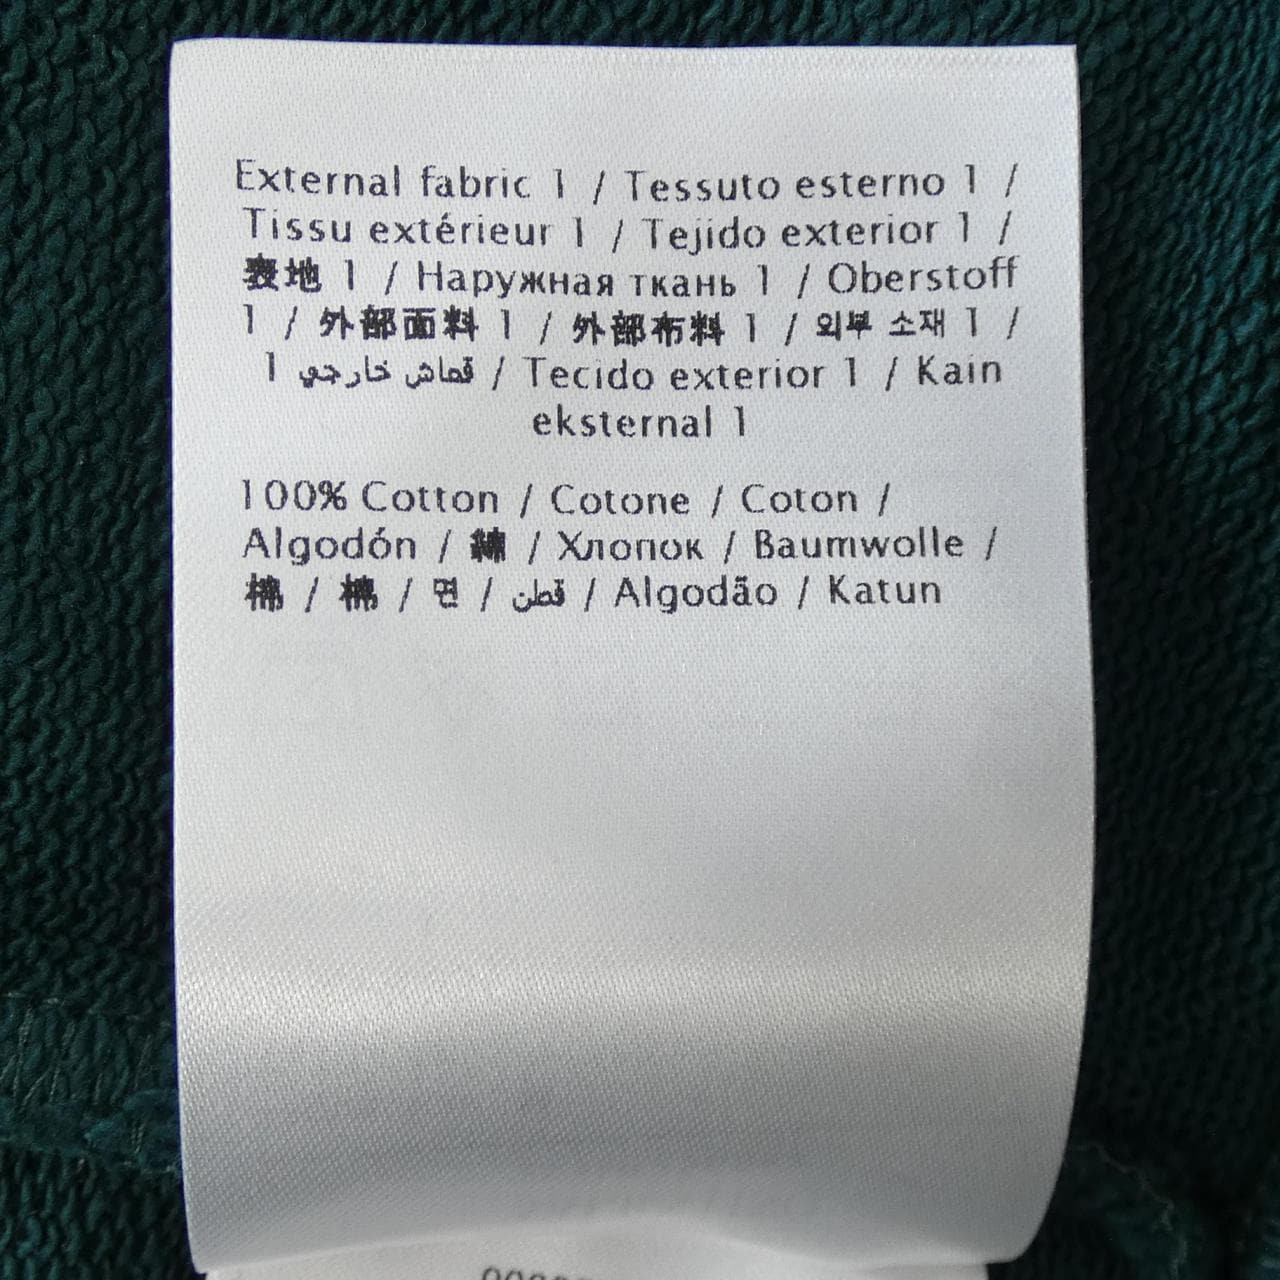 External fabric 1 / Tessuto esterno 1 /
Tissu extérieur 1 / Tejido exterior 1 /
表地 1 / Наружная ткань 1 / Oberstoff
1 / 外部面料 1 / 外部布料 1 / 외부 소재 1 /
قماش خارجي 1 / Tecido exterior 1 / Kain
eksternal 1
100% Cotton / Cotone / Coton /
Algodón / 綿 / Хлопок / Baumwolle /
棉 / 棉 / 면 / قطن / Algodão / Katun